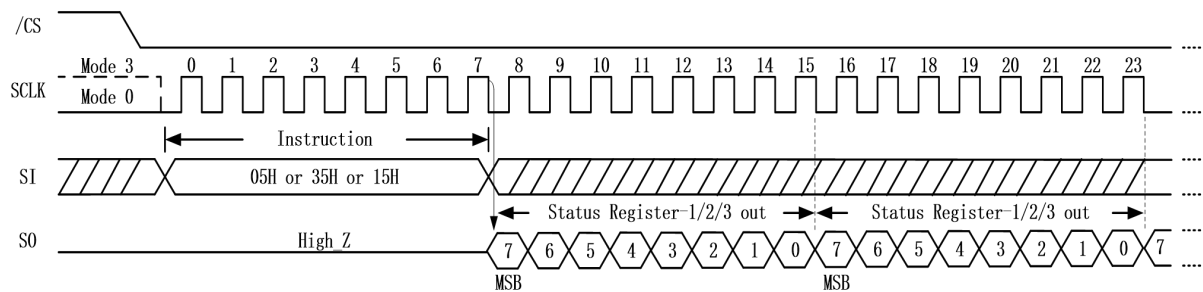 /CS
Mode 3 0 1 2 3 4 5 6 7 8 9 10 11 12 13 14 15 16 17 18 19 20 21 22 23
SCLK
Mode 0
Instruction
SI 05H or 35H or 15H
Status Register-1/2/3 out Status Register-1/2/3 out
SO High_Z 7 6 5 4 3 2 1 0 7 6 5 4 3 2 1 0 7
MSB MSB